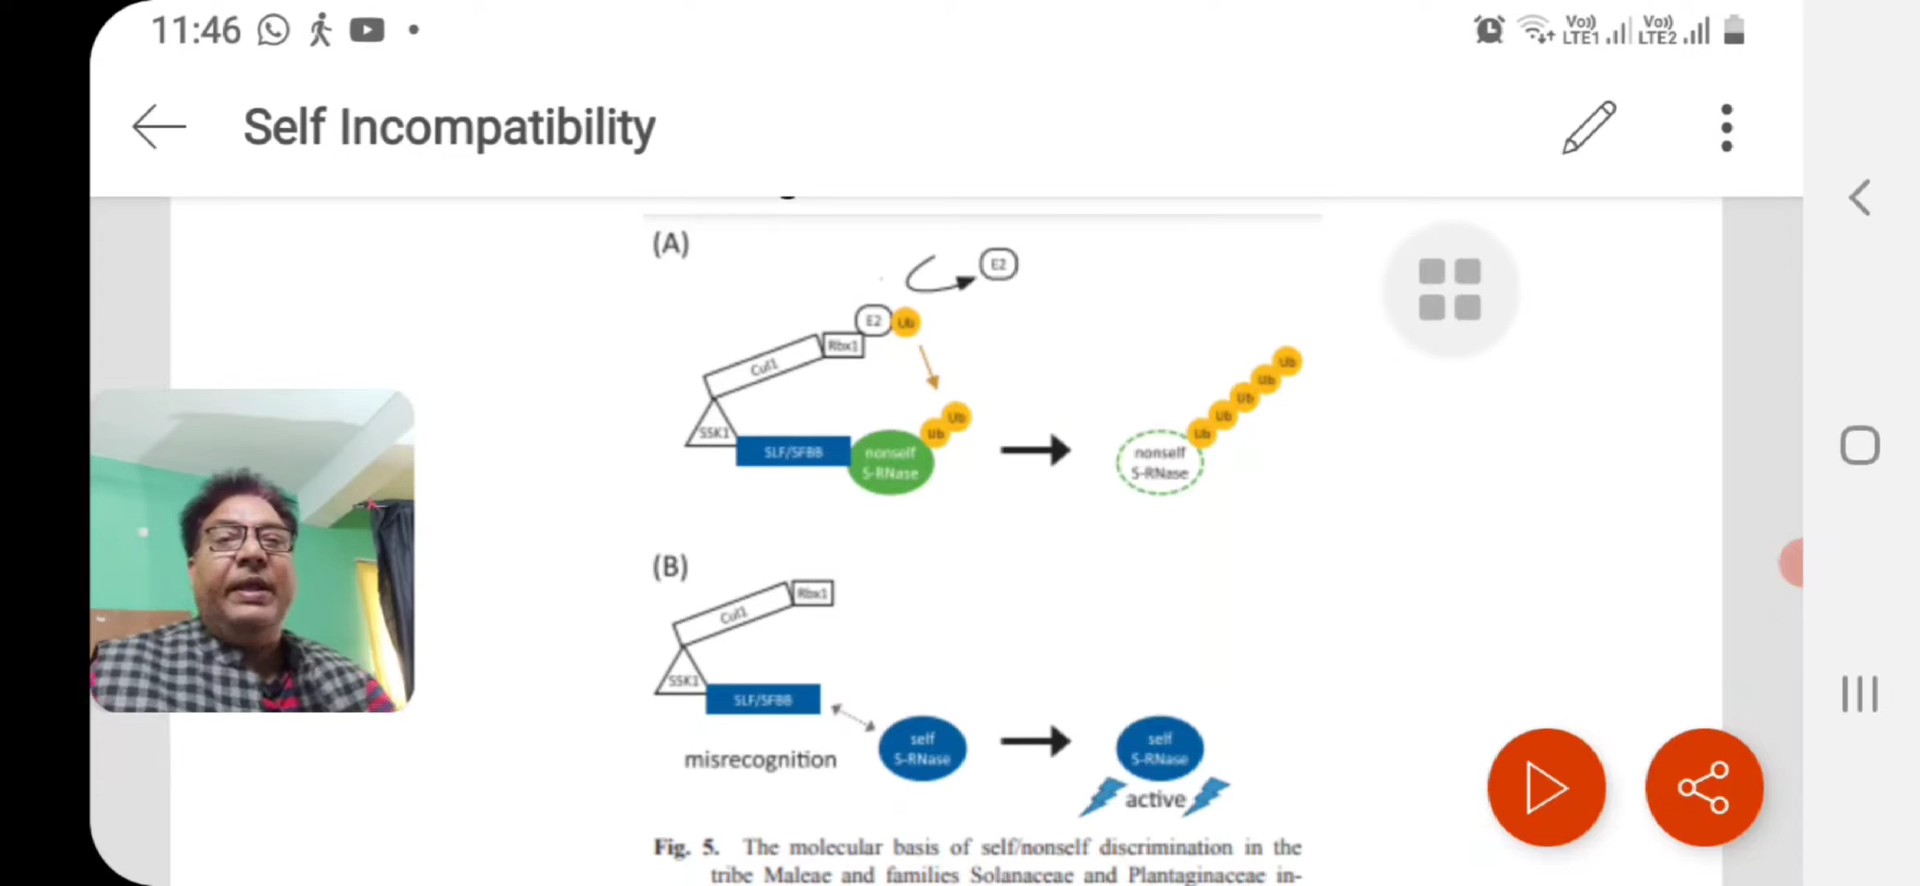 11:46
Vo)) LTE1 Vo)) LTE2
Self Incompatibility
(A)
E2
E2 Ub
Rbx1
Cul1
Ub
Ub
Ub
Ub
Ub
Ub
Ub
SSK1
SLF/SFBB
nonself
S-RNase
nonself
S-RNase
(B)
Rbx1
Cul1
SSK1
SLF/SFBB
self
S-RNase
self
S-RNase
misrecognition
active
Fig. 5. The molecular basis of self/nonself discrimination in the
tribe Maleae and families Solanaceae and Plantaginaceae in-